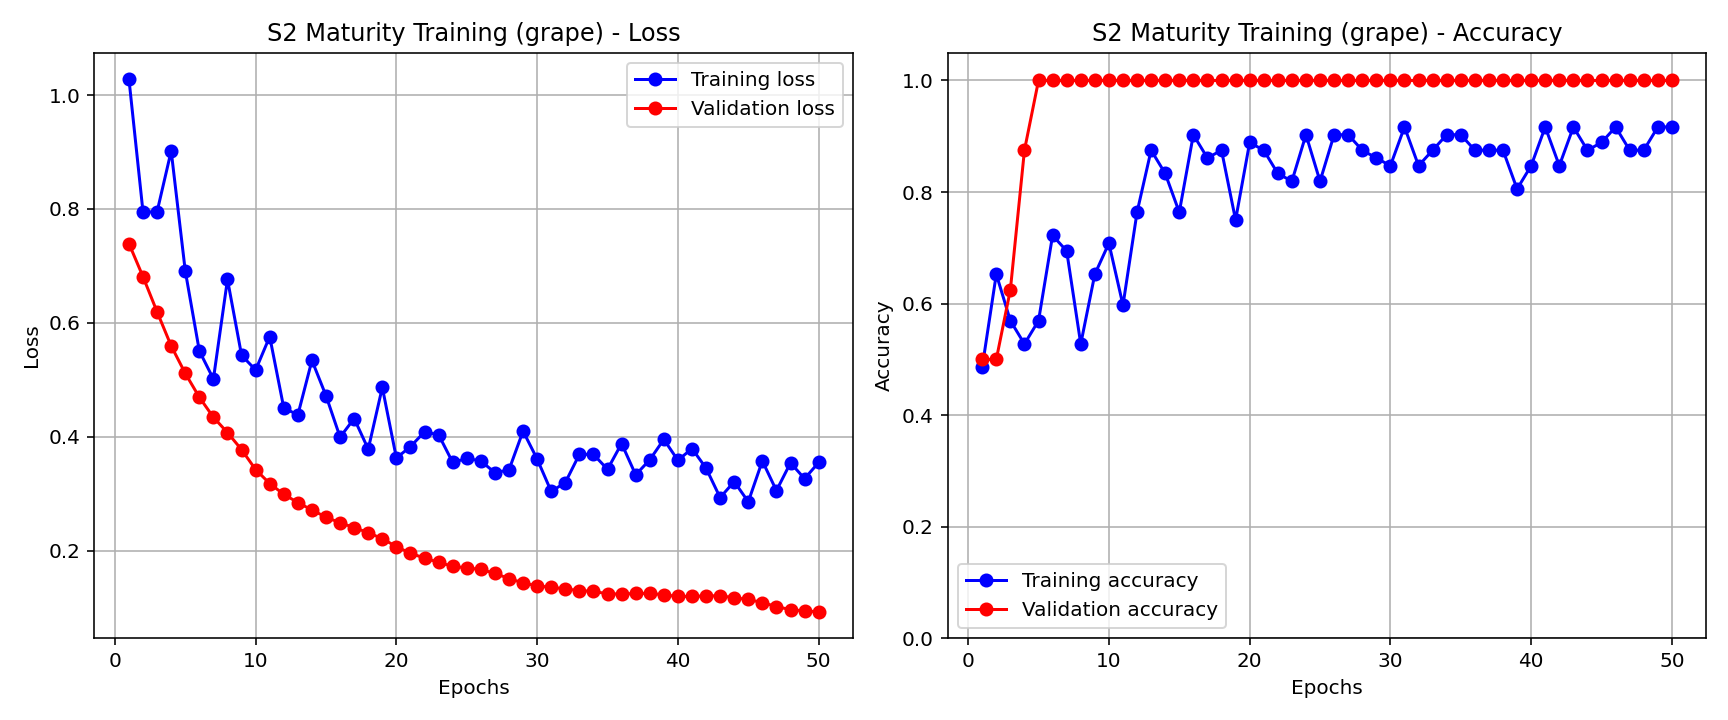 S2 Maturity Training (grape) - Loss
Training loss
Validation loss
1.0
0.8
0.6
0.4
0.2
Loss
0
10
20
30
40
50
Epochs
S2 Maturity Training (grape) - Accuracy
1.0
0.8
0.6
0.4
0.2
0.0
Accuracy
Training accuracy
Validation accuracy
0
10
20
30
40
50
Epochs